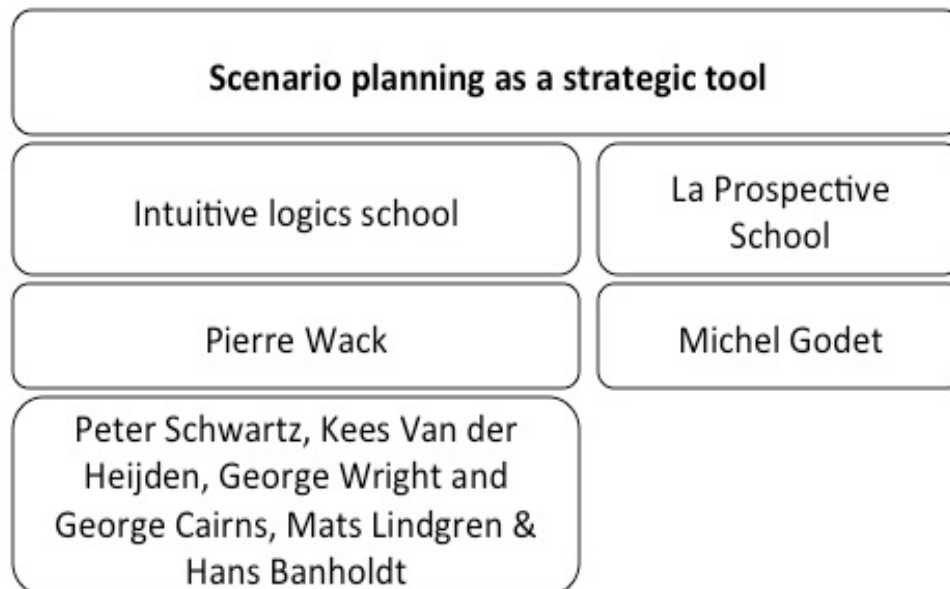 Scenario planning as a strategic tool
Intuitive logics school
La Prospective
School
Pierre Wack
Michel Godet
Peter Schwartz, Kees Van der
Heijden, George Wright and
George Cairns, Mats Lindgren &
Hans Banholdt